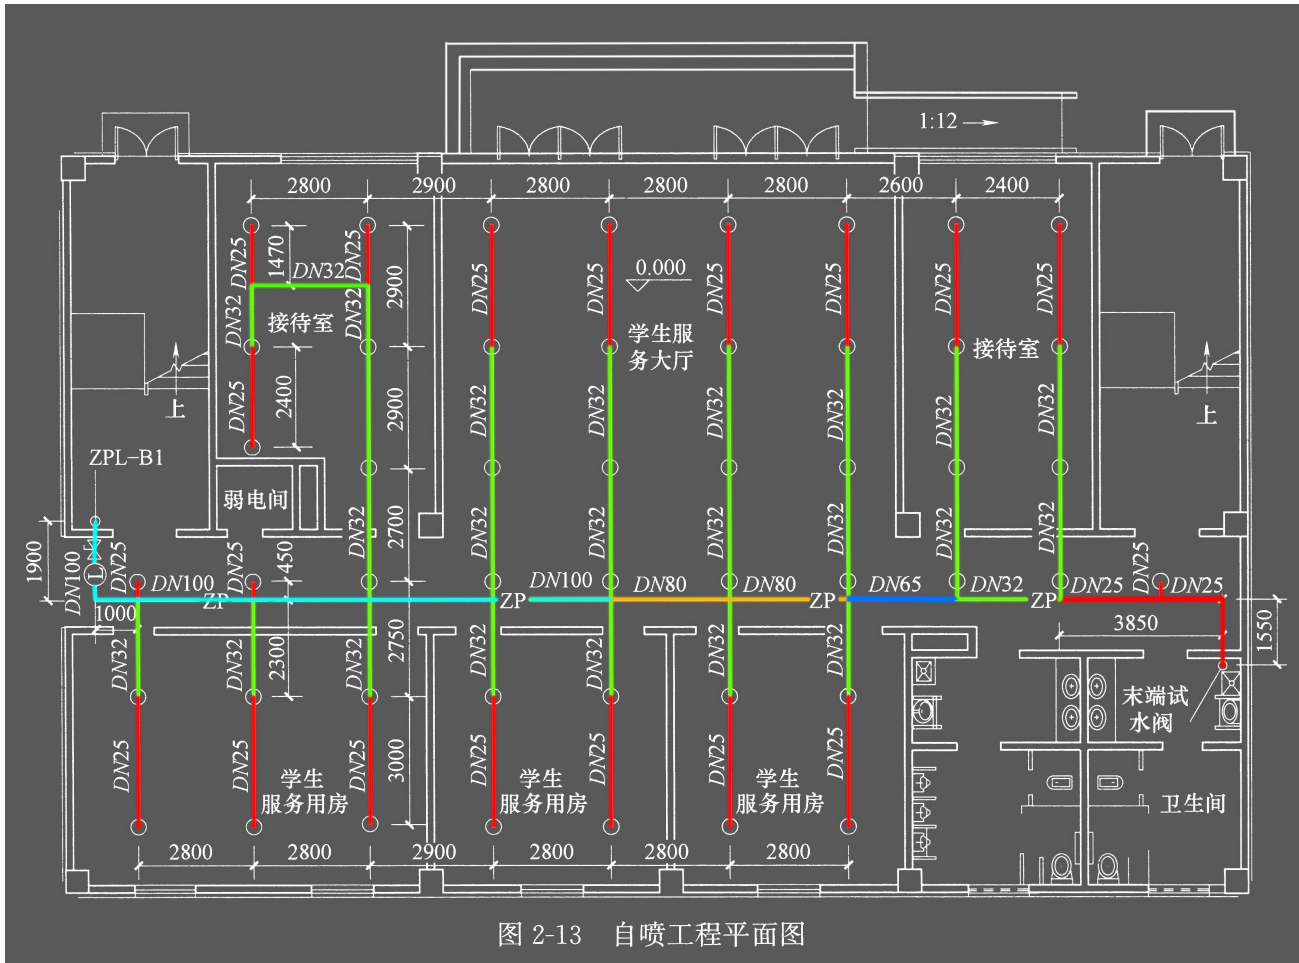 1:12
2800 2900 2800 2800 2800 2600 2400
DN25 1470 DN25 2900 DN25 DN25 0.000 DN25 DN25 DN25 DN25
DN32
DN32 接待室 DN32 学生服 接待室
务大厅
DN25 2400 2900 DN32 DN32 DN32 DN32 DN32 DN32
上 上
ZPL-B1
弱电间
1900 DN100 L DN25 DN25 450 DN32 2700 DN32 DN32 DN32 DN32 DN32 DN32 DN25
DN100 DN100 DN80 DN80 DN65 DN32 DN25 DN25
ZP ZP ZP ZP
1000 3850 1550
DN32 DN32 2300 DN32 2750 DN32 DN32 DN32 DN32
末端试
水阀
DN25 DN25 DN25 3000 DN25 DN25 DN25 DN25
学生 学生 学生
服务用房 服务用房 服务用房 卫生间
2800 2800 2900 2800 2800 2800
图 2-13 自喷工程平面图